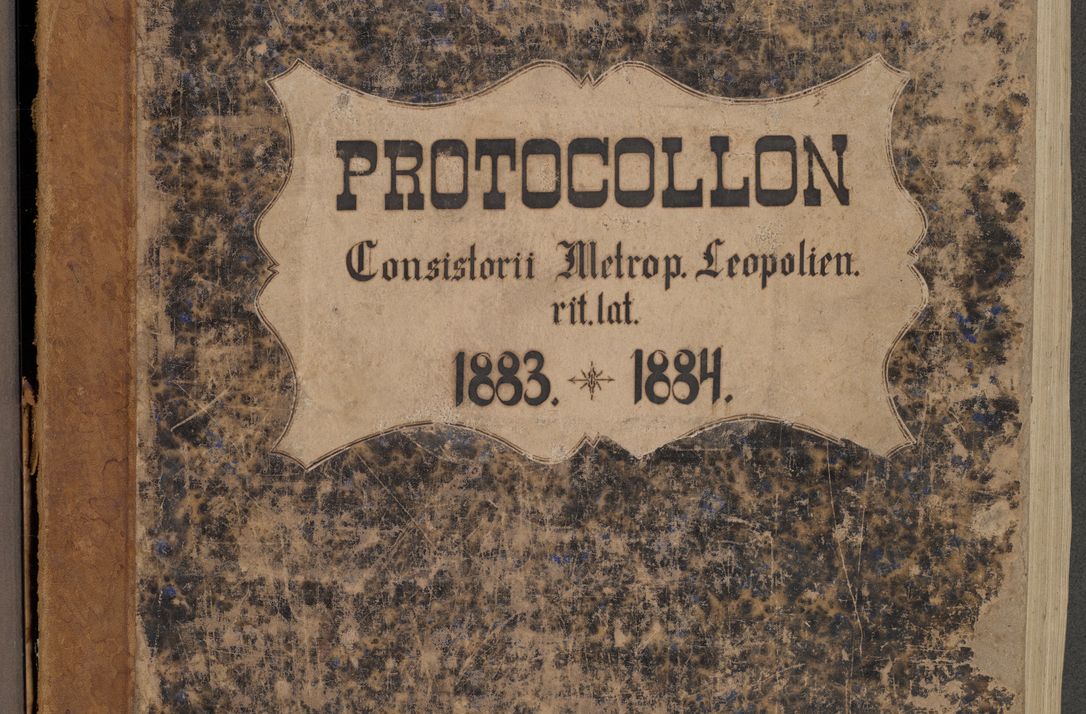 PROTOCOLLON
Consistorii Metrop. Leopolien.
rit. lat.
1883. 1884.